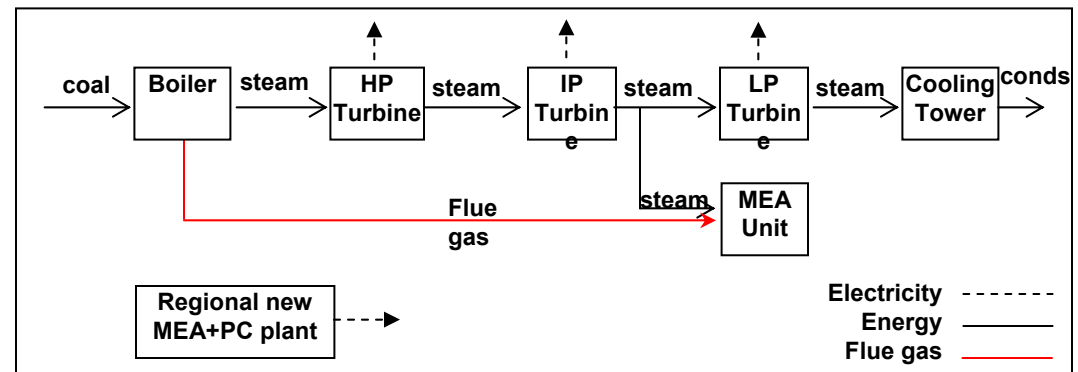 coal
Boiler
steam
HP
Turbine
steam
IP
Turbin
e
steam
LP
Turbin
e
steam
Cooling
Tower
conds
steam
MEA
Unit
Flue
gas
Regional new
MEA+PC plant
Electricity
Energy
Flue gas